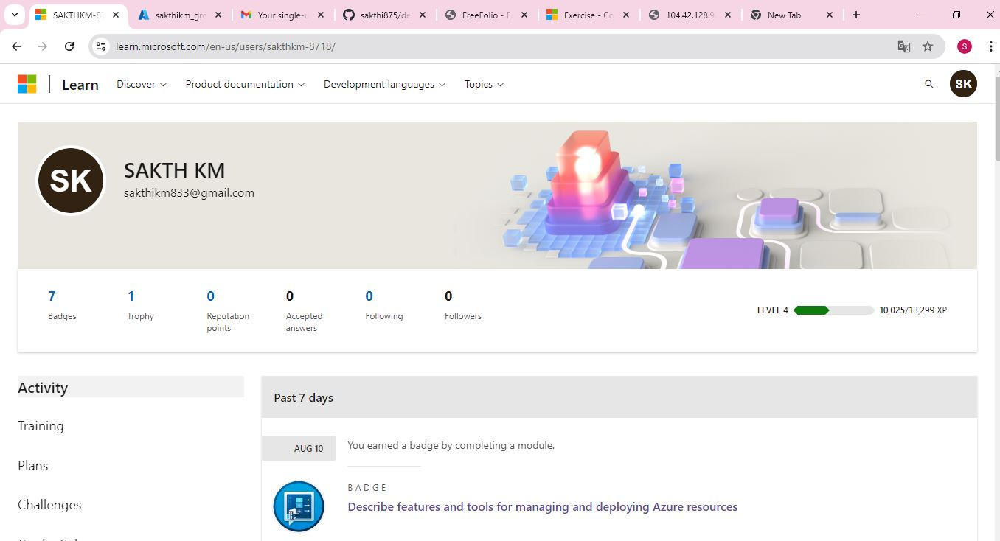 SAKTHKM-87
sakthikm_gro
Your single-u
sakthi875/de
FreeFolio - F
Exercise - Co
104.42.128.9
New Tab
learn.microsoft.com/en-us/users/sakthkm-8718/
S
Learn
Discover
Product documentation
Development languages
Topics
SK
SK
SAKTH KM
sakthikm833@gmail.com
7
Badges
1
Trophy
0
Reputation
points
0
Accepted
answers
0
Following
0
Followers
LEVEL 4
10,025/13,299 XP
Activity
Training
Plans
Challenges
Past 7 days
AUG 10
You earned a badge by completing a module.
BADGE
Describe features and tools for managing and deploying Azure resources